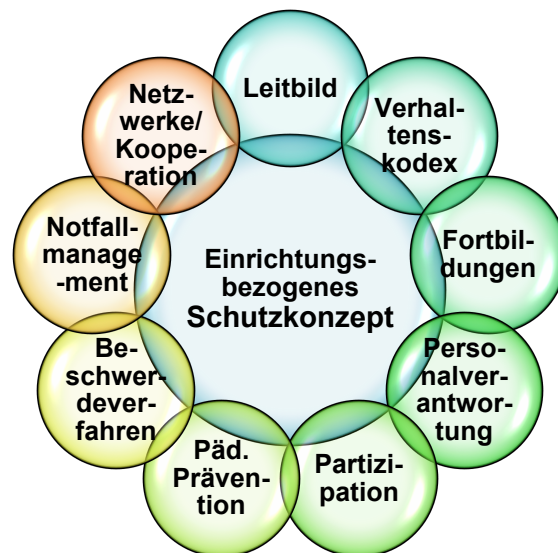 Leitbild
Verhal-
tens-
kodex
Fortbil-
dungen
Perso-
nalver-
antwor-
tung
Partizi-
pation
Päd.
Präven-
tion
Be-
schwer-
dever-
fahren
Notfall-
manage
-ment
Netz-
werke/
Koope-
ration
Einrichtungs-
bezogenes
Schutzkonzept